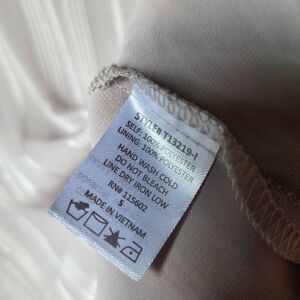 STYLE# T13219-I
SELF: 100% POLYESTER
LINING: 100% POLYESTER
HAND WASH COLD
DO NOT BLEACH
LINE DRY IRON LOW
RN# 115602
S
MADE IN VIETNAM